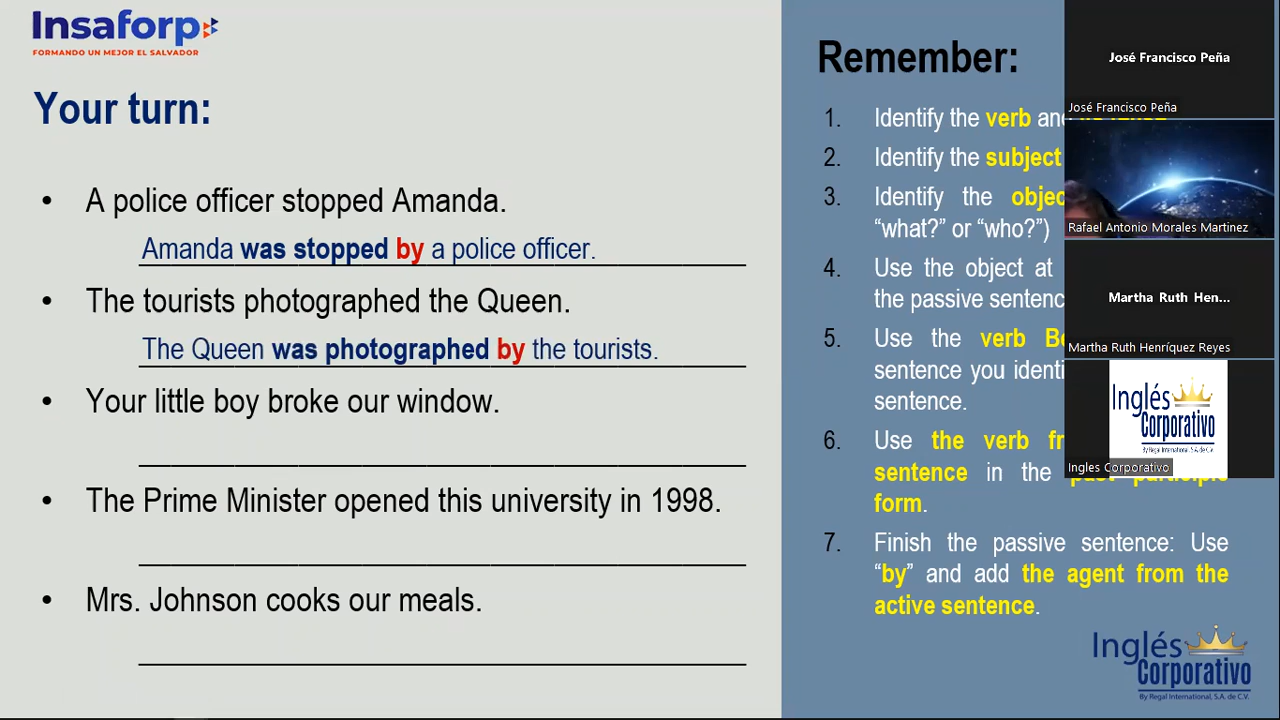 Insaforp
FORMANDO UN MEJOR EL SALVADOR
Your turn:
• A police officer stopped Amanda.
Amanda was stopped by a police officer.
• The tourists photographed the Queen.
The Queen was photographed by the tourists.
• Your little boy broke our window.
• The Prime Minister opened this university in 1998.
• Mrs. Johnson cooks our meals.
Remember:
1. Identify the verb and
2. Identify the subject
3. Identify the
“what?” or “who?”)
4. Use the object at
the passive
5. Use the verb
sentence you
sentence.
6. Use the verb
sentence in the past participle
form.
7. Finish the passive sentence: Use
“by” and add the agent from the
active sentence.
José Francisco Peña
José Francisco Peña
Rafael Antonio Morales Martinez
Martha Ruth Hen...
Martha Ruth Henríquez Reyes
Inglés
Corporativo
By Regal International, S.A. de C.V.
Ingles Corporativo
Inglés
Corporativo
By Regal International, S.A. de C.V.